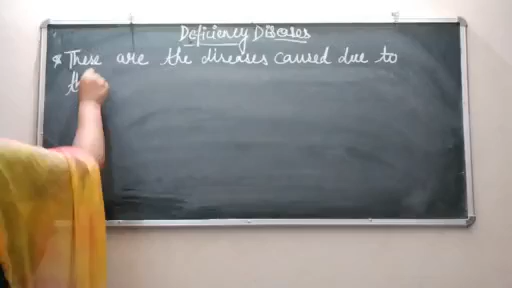 Deficiency Diseases
* These are the diseases caused due to